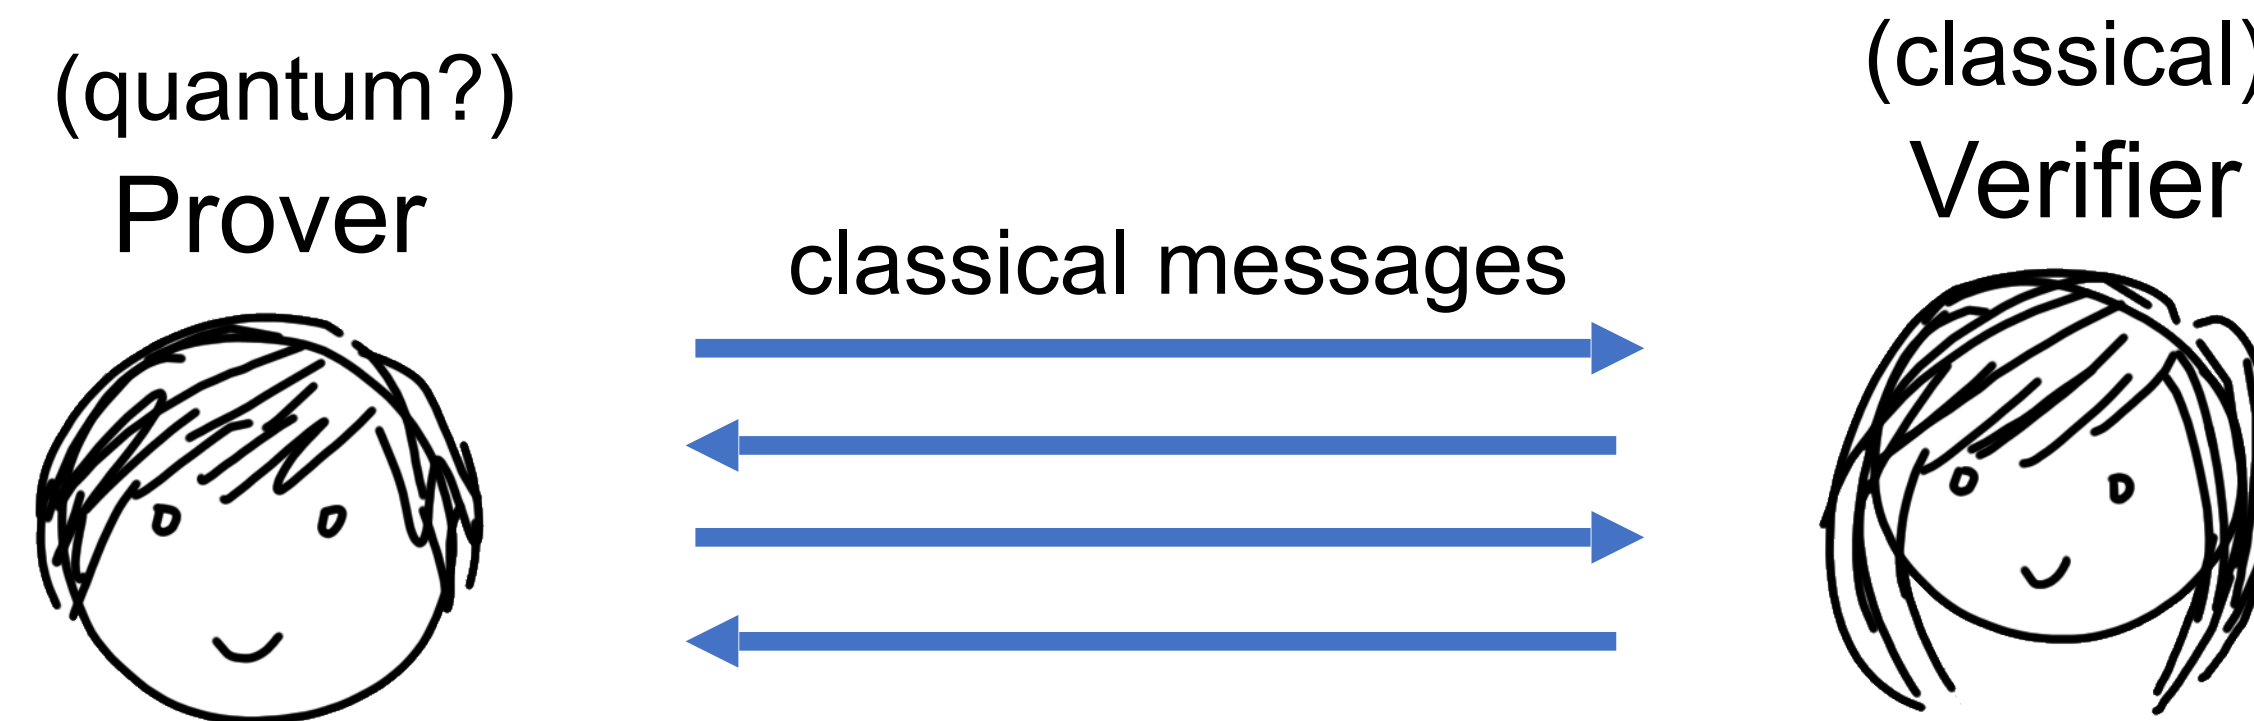 (quantum?)
Prover
classical messages
(classical)
Verifier